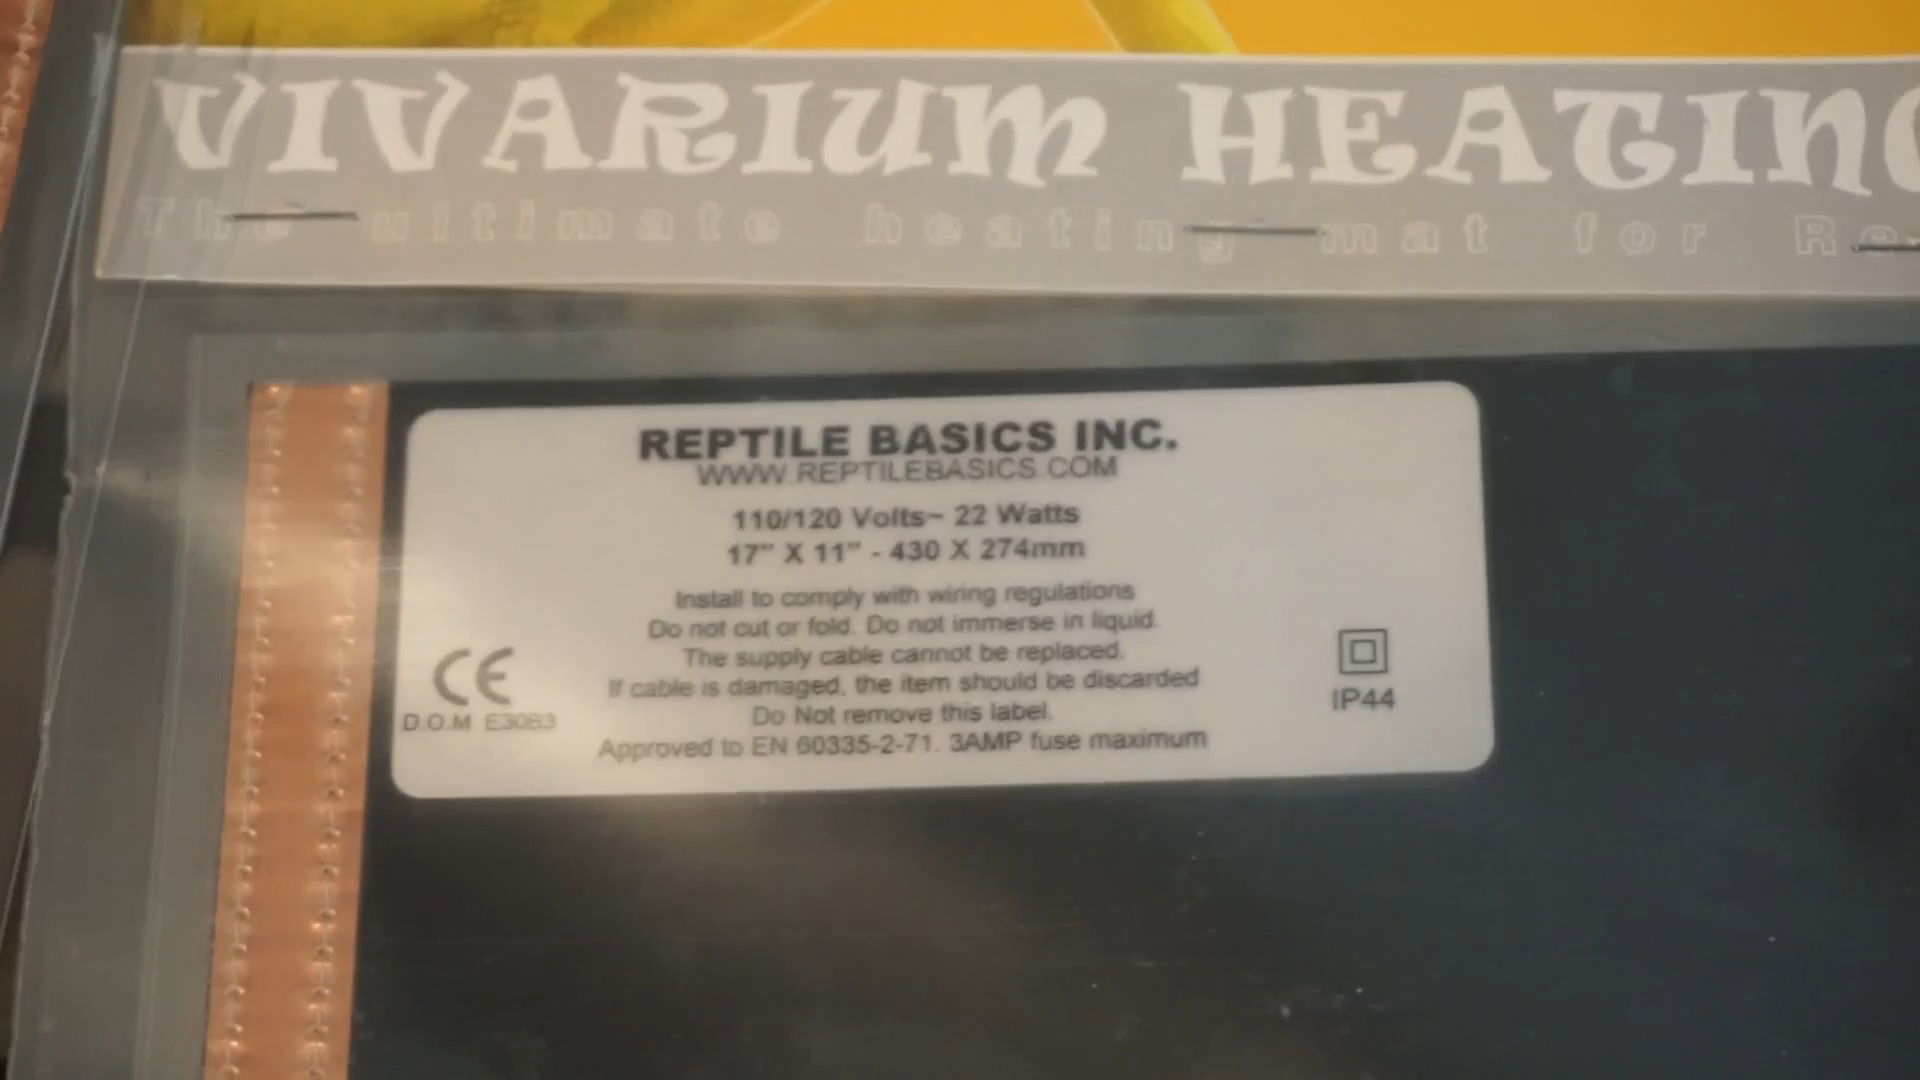 VIVARIUM HEATING
The ultimate heating mat for Re
REPTILE BASICS INC.
WWW.REPTILEBASICS.COM
110/120 Volts~ 22 Watts
17" X 11" - 430 X 274mm
Install to comply with wiring regulations
Do not cut or fold. Do not immerse in liquid.
The supply cable cannot be replaced.
If cable is damaged, the item should be discarded
Do Not remove this label.
Approved to EN 60335-2-71. 3AMP fuse maximum
CE
D.O.M
IP44